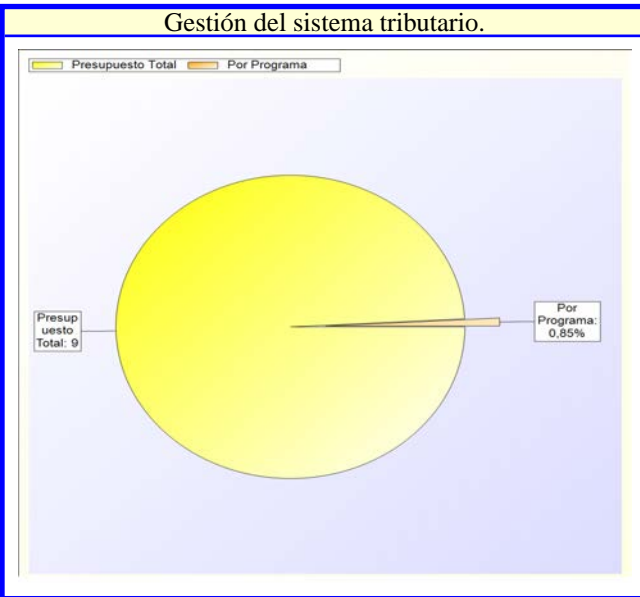 Gestión del sistema tributario.
Presupuesto Total Por Programa
Presup
uesto
Total: 9
Por
Programa:
0,85%